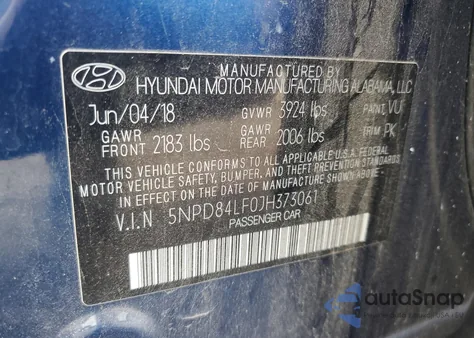 MANUFACTURED BY
HYUNDAI MOTOR MANUFACTURING ALABAMA, LLC
Jun/04/18 GVWR 3924 lbs PAINT VU
GAWR FRONT 2183 lbs GAWR REAR 2006 lbs TRIM PK
THIS VEHICLE CONFORMS TO ALL APPLICABLE U.S.A. FEDERAL
MOTOR VEHICLE SAFETY, BUMPER, AND THEFT PREVENTION STANDARDS
IN EFFECT ON THE DATE OF MANUFACTURE SHOWN ABOVE.
V.I.N 5NPD84LF0JH373061
PASSENGER CAR
autoSnap